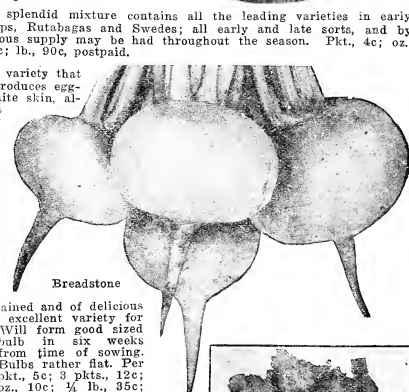 splendid mixture contains all the leading varieties in early
ps, Rutabagas and Swedes; all early and late sorts, and by
ous supply may be had throughout the season. Pkt., 4c; oz.
c; lb., 90c, postpaid.
variety that
roduces egg-
ite skin, al-
Breadstone
ained and of delicious
excellent variety for
Will form good sized
bulb in six weeks
from time of sowing.
Bulbs rather flat. Per
pkt., 5c; 3 pkts., 12c;
oz., 10c; ¼ lb., 35c;